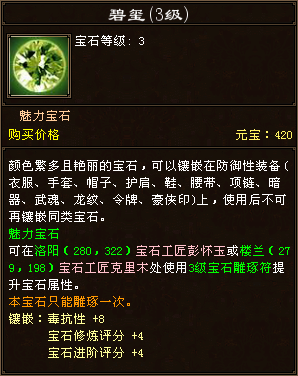 碧玺(3级)
宝石等级: 3
魅力宝石
购买价格 元宝: 420
颜色繁多且艳丽的宝石，可以镶嵌在防御性装备(
衣服、手套、帽子、护肩、鞋、腰带、项链、暗
器、武魂、龙纹、令牌、豪侠印)上，使用后不可
再镶嵌同类宝石。
魅力宝石
可在洛阳（280，322）宝石工匠彭怀玉或楼兰（27
9，198）宝石工匠克里木处使用3级宝石雕琢符提
升宝石属性。
本宝石只能雕琢一次。
镶嵌：毒抗性 +8
宝石修炼评分 +4
宝石进阶评分 +4